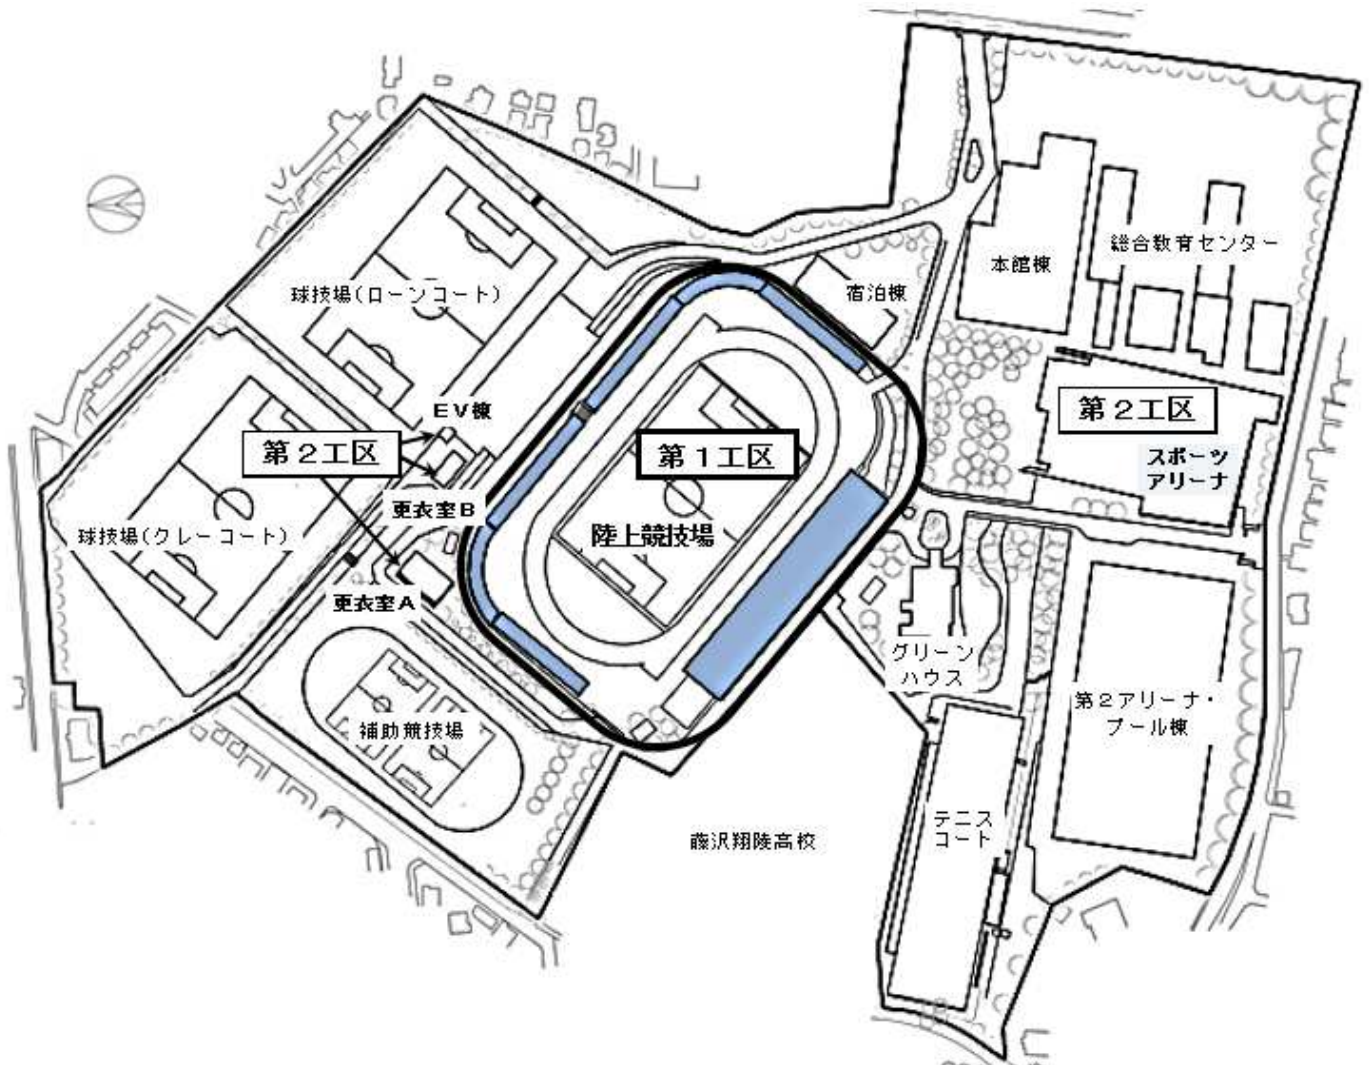 総合教育センター
本館棟
宿泊棟
球技場(ローンコート)
EV棟
第2工区
第2工区
第1工区
スポーツ
アリーナ
更衣室B
球技場(クレーコート)
陸上競技場
更衣室A
グリーン
ハウス
第2アリーナ・
プール棟
補助競技場
テニス
コート
藤沢翔陵高校